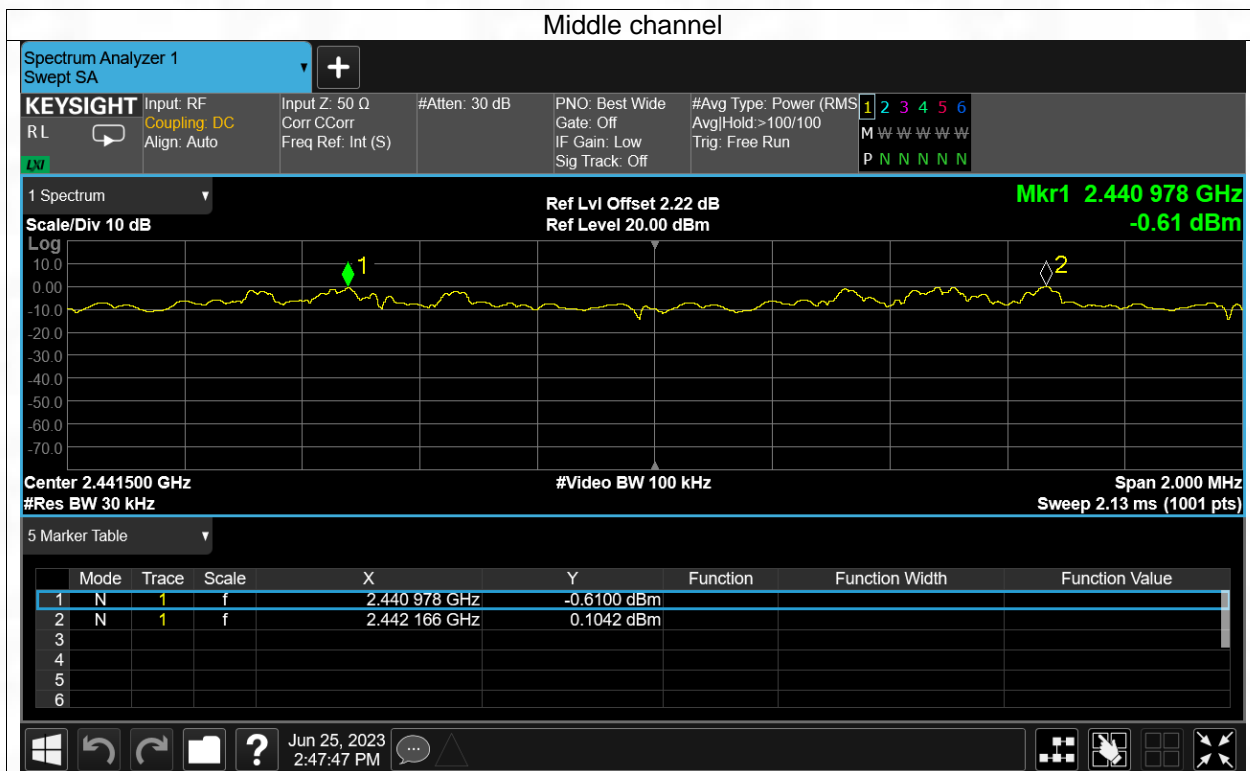 Middle channel
Spectrum Analyzer 1
Swept SA
KEYSIGHT
R L
LXI
Input: RF
Coupling: DC
Align: Auto
Input Z: 50 Ω
Corr CCorr
Freq Ref: Int (S)
#Atten: 30 dB
PNO: Best Wide
Gate: Off
IF Gain: Low
Sig Track: Off
#Avg Type: Power (RMS
Avg|Hold:>100/100
Trig: Free Run
1 2 3 4 5 6
M W W W W W
P N N N N N
1 Spectrum
Scale/Div 10 dB
Ref Lvl Offset 2.22 dB
Ref Level 20.00 dBm
Mkr1 2.440 978 GHz
-0.61 dBm
Log
10.0
0.00
-10.0
-20.0
-30.0
-40.0
-50.0
-60.0
-70.0
1
2
Center 2.441500 GHz
#Video BW 100 kHz
Span 2.000 MHz
#Res BW 30 kHz
Sweep 2.13 ms (1001 pts)
5 Marker Table
Mode Trace Scale X Y Function Function Width Function Value
1 N 1 f 2.440 978 GHz -0.6100 dBm
2 N 1 f 2.442 166 GHz 0.1042 dBm
3
4
5
6
?
Jun 25, 2023
2:47:47 PM